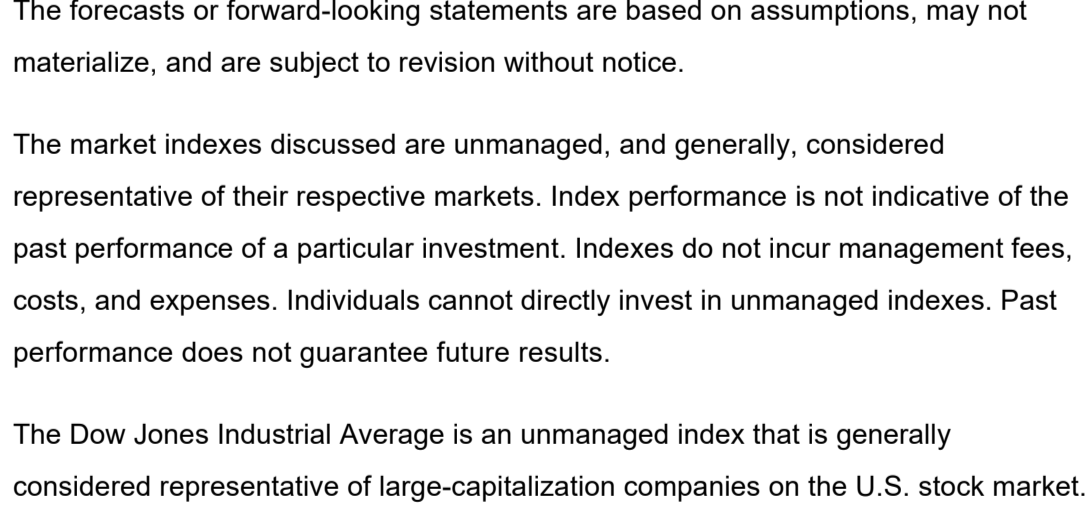 The forecasts or forward-looking statements are based on assumptions, may not
materialize, and are subject to revision without notice.
The market indexes discussed are unmanaged, and generally, considered
representative of their respective markets. Index performance is not indicative of the
past performance of a particular investment. Indexes do not incur management fees,
costs, and expenses. Individuals cannot directly invest in unmanaged indexes. Past
performance does not guarantee future results.
The Dow Jones Industrial Average is an unmanaged index that is generally
considered representative of large-capitalization companies on the U.S. stock market.